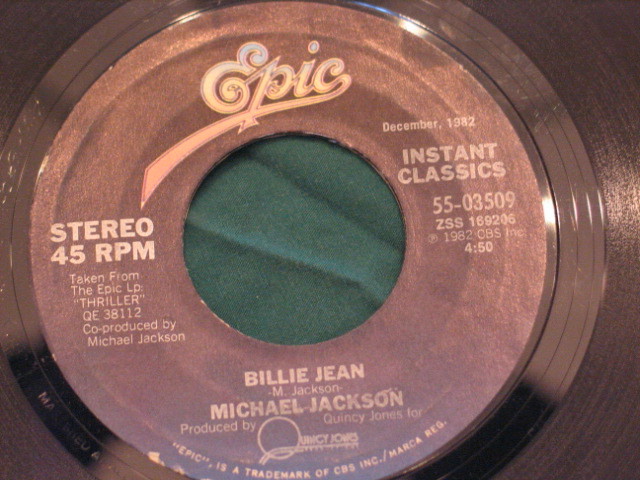 Epic
December, 1982
INSTANT
CLASSICS
55-03509
ZSS 169206
℗ 1982 CBS Inc.
4:50
STEREO
45 RPM
Taken From
The Epic Lp:
"THRILLER"
QE 38112
Co-produced by
Michael Jackson
BILLIE JEAN
-M. Jackson-
MICHAEL JACKSON
Produced by Quincy Jones for
QUINCY JONES
"EPIC", IS A TRADEMARK OF CBS INC./MARCA REG.